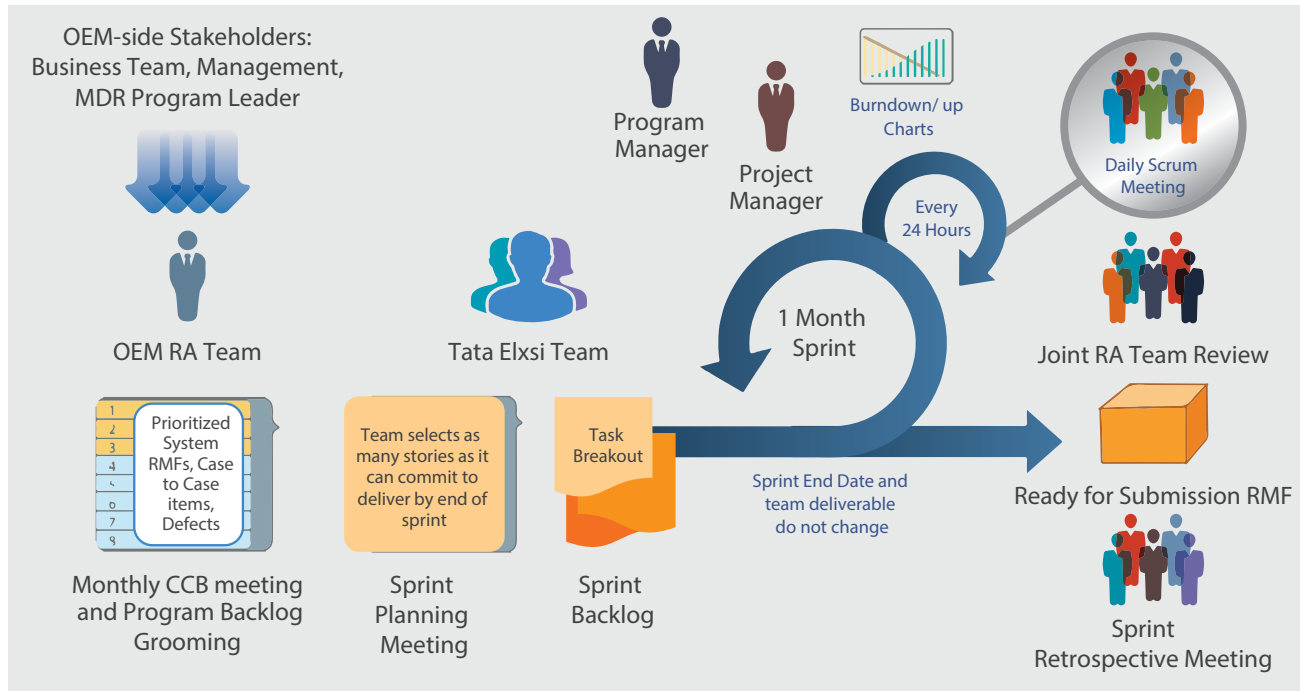 OEM-side Stakeholders:
Business Team, Management,
MDR Program Leader
OEM RA Team
Tata Elxsi Team
Program
Manager
Project
Manager
Burndown/ up
Charts
Every
24 Hours
Daily Scrum
Meeting
1 Month
Sprint
Joint RA Team Review
1
2
3
4
5
6
7
8
Prioritized
System
RMFs, Case
to Case
items,
Defects
Monthly CCB meeting
and Program Backlog
Grooming
Team selects as
many stories as it
can commit to
deliver by end of
sprint
Sprint
Planning
Meeting
Task
Breakout
Sprint
Backlog
Sprint End Date and
team deliverable
do not change
Ready for Submission RMF
Sprint
Retrospective Meeting